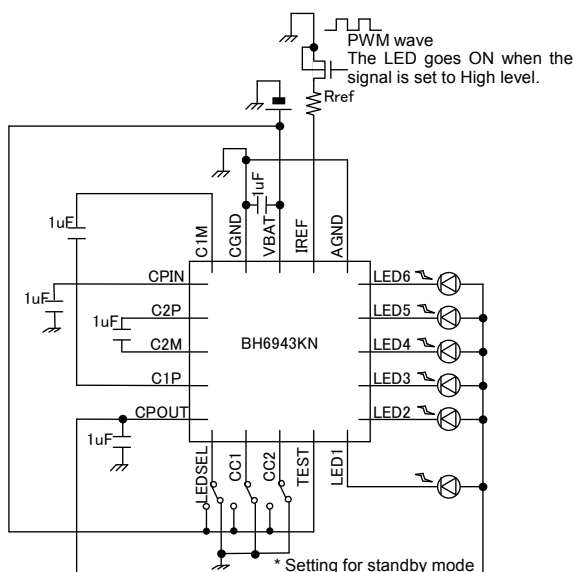 PWM wave
The LED goes ON when the
signal is set to High level.
Rref
1uF
1uF
C1M
CGND
VBAT
IREF
AGND
CPIN
LED6
1uF
C2P
LED5
1uF
C2M
BH6943KN
LED4
C1P
LED3
CPOUT
LED2
1uF
LEDSEL
CC1
CC2
TEST
LED1
* Setting for standby mode